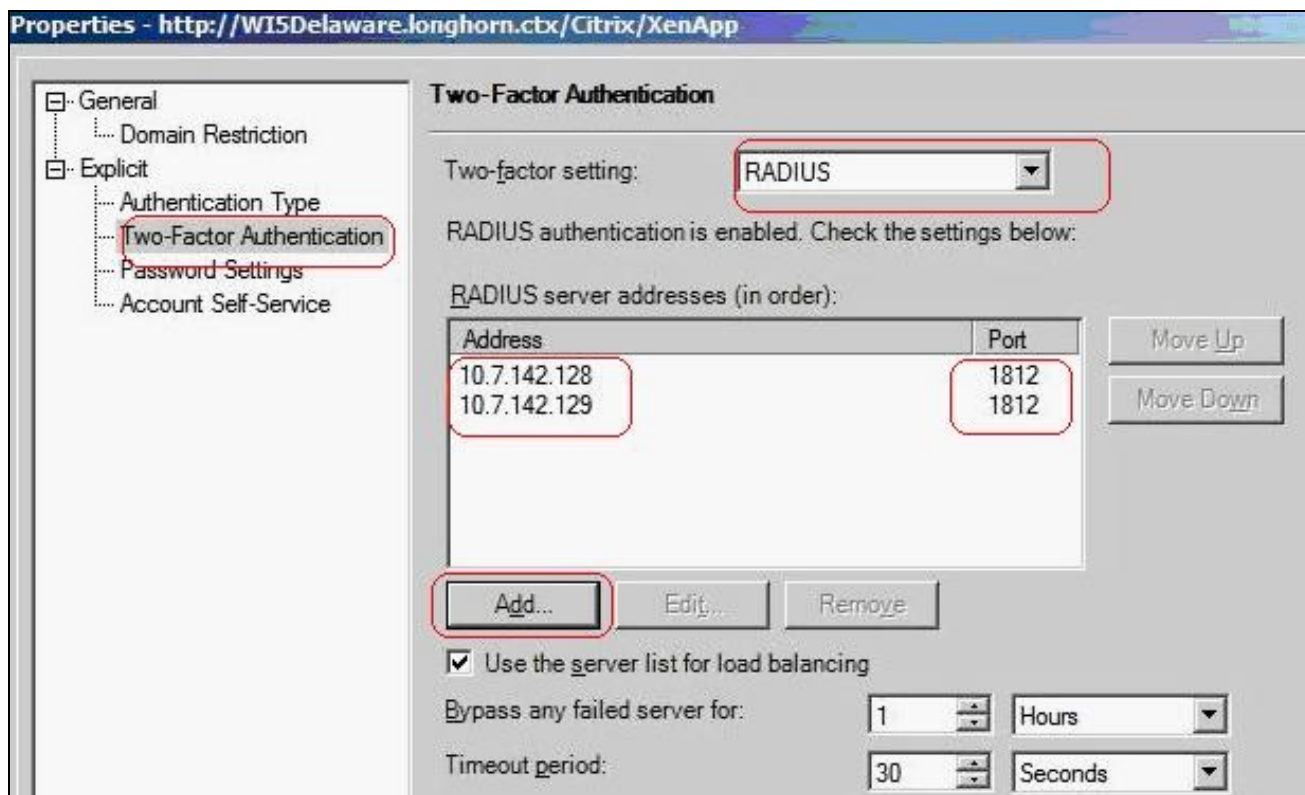 Properties - http://WI5Delaware.longhorn.ctx/Citrix/XenApp
General
Domain Restriction
Explicit
Authentication Type
Two-Factor Authentication
Password Settings
Account Self-Service
Two-Factor Authentication
Two-factor setting: RADIUS
RADIUS authentication is enabled. Check the settings below:
RADIUS server addresses (in order):
Address Port
10.7.142.128 1812
10.7.142.129 1812
Move Up
Move Down
Add... Edit... Remove
Use the server list for load balancing
Bypass any failed server for: 1 Hours
Timeout period: 30 Seconds